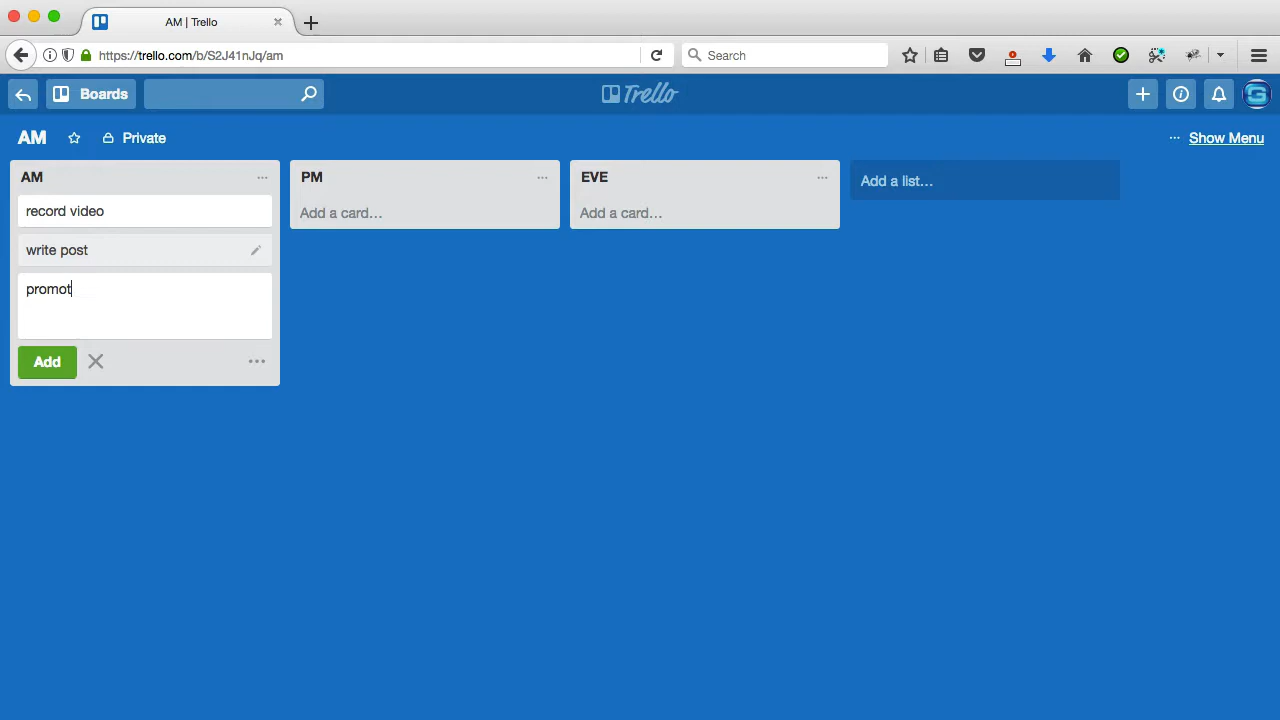 AM | Trello
https://trello.com/b/S2J41nJq/am
Search
Boards
Trello
AM
Private
Show Menu
AM
PM
EVE
Add a list…
record video
Add a card…
Add a card…
write post
promot
Add